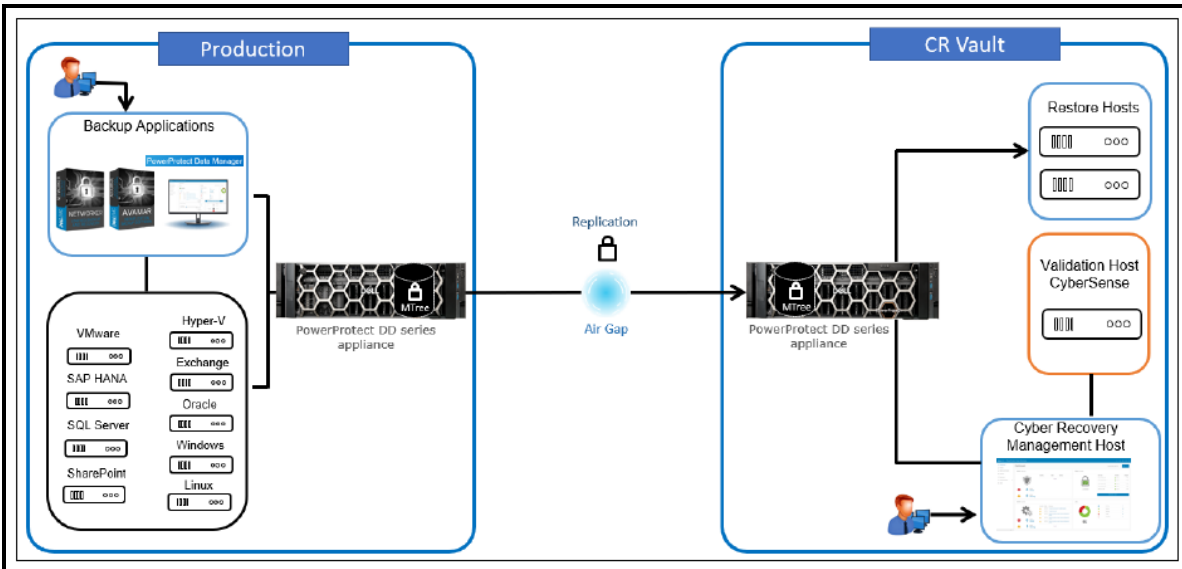 Production
Backup Applications
PowerProtect Data Manager
NETWORKER
AVAMAR
VMware
SAP HANA
SQL Server
SharePoint
Hyper-V
Exchange
Oracle
Windows
Linux
MTree
PowerProtect DD series
appliance
Replication
Air Gap
CR Vault
MTree
PowerProtect DD series
appliance
Restore Hosts
Validation Host
CyberSense
Cyber Recovery
Management Host